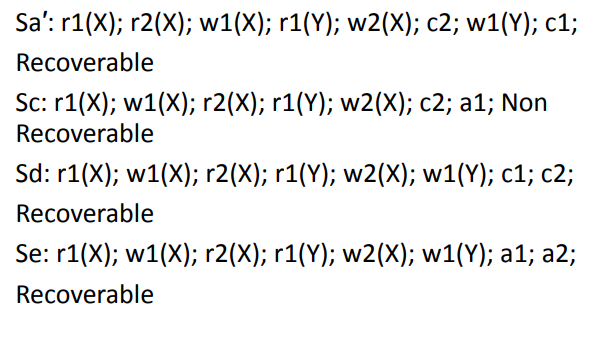 Sa′: r1(X); r2(X); w1(X); r1(Y); w2(X); c2; w1(Y); c1;
Recoverable
Sc: r1(X); w1(X); r2(X); r1(Y); w2(X); c2; a1; Non
Recoverable
Sd: r1(X); w1(X); r2(X); r1(Y); w2(X); w1(Y); c1; c2;
Recoverable
Se: r1(X); w1(X); r2(X); r1(Y); w2(X); w1(Y); a1; a2;
Recoverable